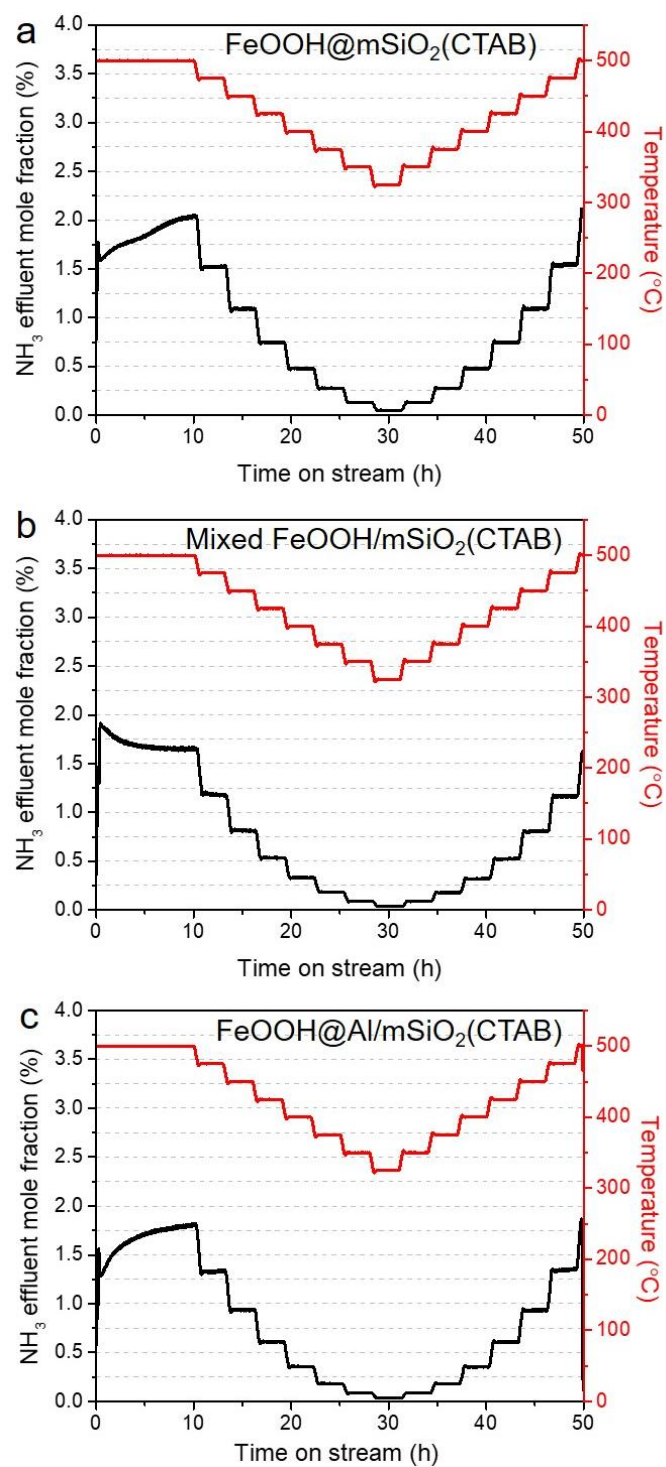 a
FeOOH@mSiO₂(CTAB)
NH₃ effluent mole fraction (%)
4.0
3.5
3.0
2.5
2.0
1.5
1.0
0.5
0.0
500
400
300
200
100
0
Temperature (°C)
0 10 20 30 40 50
Time on stream (h)
b
Mixed FeOOH/mSiO₂(CTAB)
NH₃ effluent mole fraction (%)
4.0
3.5
3.0
2.5
2.0
1.5
1.0
0.5
0.0
500
400
300
200
100
0
Temperature (°C)
0 10 20 30 40 50
Time on stream (h)
c
FeOOH@Al/mSiO₂(CTAB)
NH₃ effluent mole fraction (%)
4.0
3.5
3.0
2.5
2.0
1.5
1.0
0.5
0.0
500
400
300
200
100
0
Temperature (°C)
0 10 20 30 40 50
Time on stream (h)